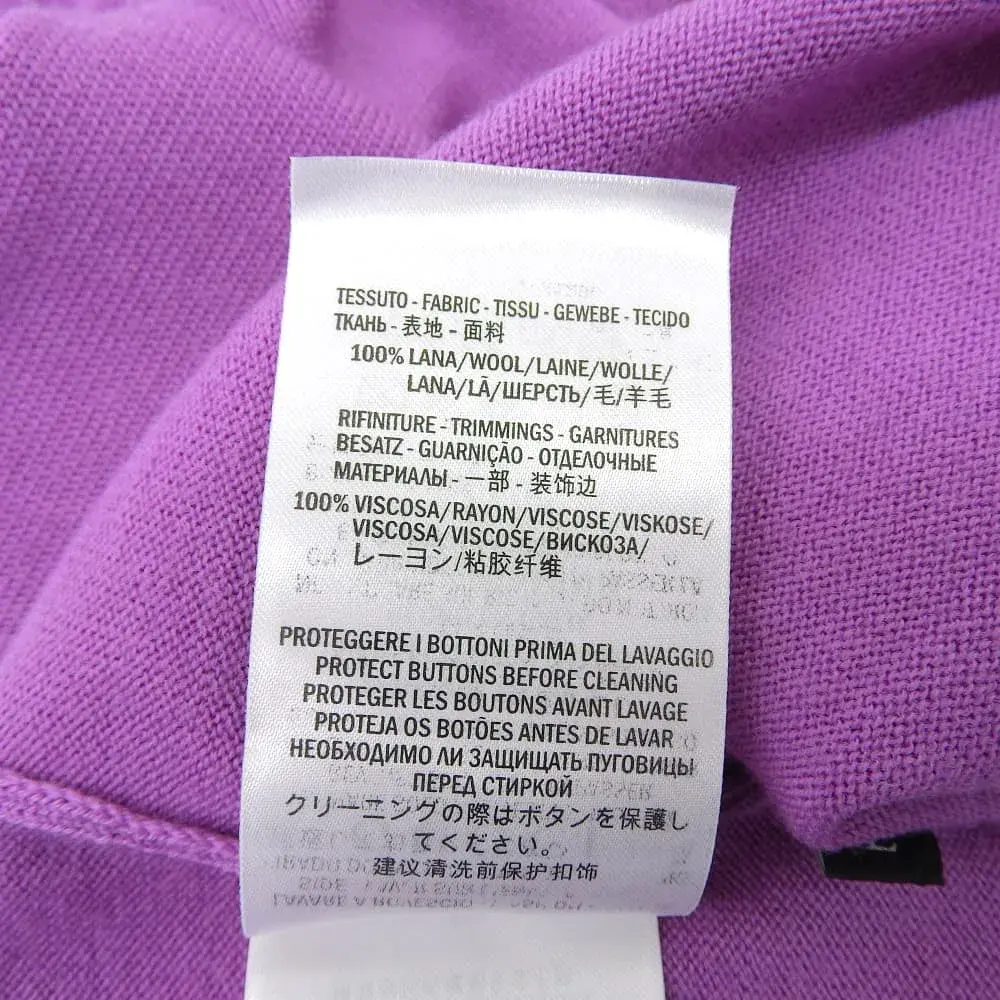 TESSUTO - FABRIC - TISSU - GEWEBE - TECIDO
ТКАНЬ - 表地 - 面料
100% LANA/WOOL/LAINE/WOLLE/
LANA/LÃ/ШЕРСТЬ/毛/羊毛
RIFINITURE - TRIMMINGS - GARNITURES
BESATZ - GUARNIÇÃO - ОТДЕЛОЧНЫЕ
МАТЕРИАЛЫ - 一部 - 装饰边
100% VISCOSA/RAYON/VISCOSE/VISKOSE/
VISCOSA/VISCOSE/ВИСКОЗА/
レーヨン/粘胶纤维
PROTEGGERE I BOTTONI PRIMA DEL LAVAGGIO
PROTECT BUTTONS BEFORE CLEANING
PROTEGER LES BOUTONS AVANT LAVAGE
PROTEJA OS BOTÕES ANTES DE LAVAR
НЕОБХОДИМО ЛИ ЗАЩИЩАТЬ ПУГОВИЦЫ
ПЕРЕД СТИРКОЙ
クリーニングの際はボタンを保護し
てください。
建议清洗前保护扣饰